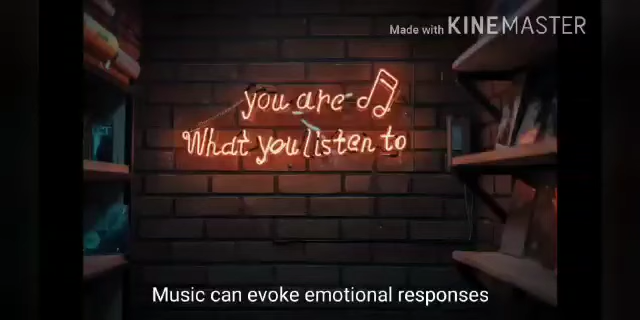 Made with KINEMASTER
you are
What you listen to
Music can evoke emotional responses